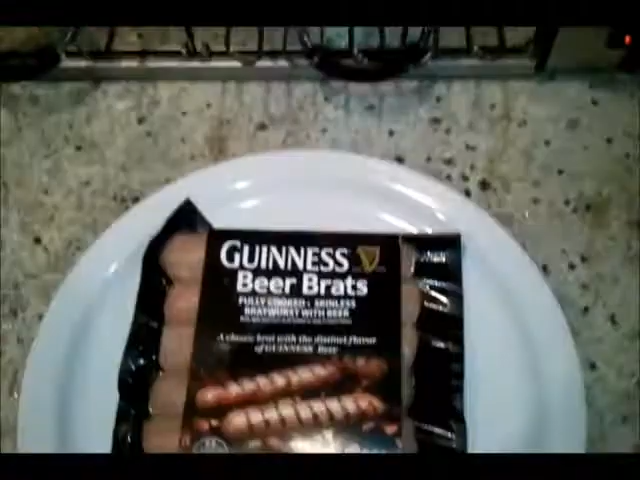 GUINNESS
Beer Brats
FULLY COOKED • SKINLESS
BRATWURST WITH BEER
A classic brat with the distinct flavor
of GUINNESS Beer